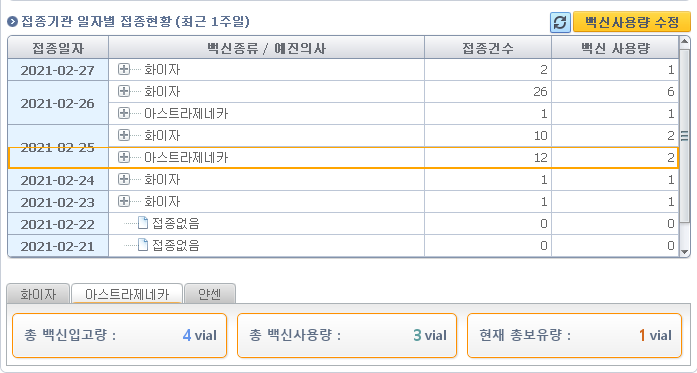 접종기관 일자별 접종현황 (최근 1주일) 백신사용량 수정
접종일자 백신종류 / 예진의사 접종건수 백신 사용량
2021-02-27 화이자 2 1
2021-02-26 화이자 26 6
아스트라제네카 1 1
2021-02-25 화이자 10 2
아스트라제네카 12 2
2021-02-24 화이자 1 1
2021-02-23 화이자 1 1
2021-02-22 접종없음 0 0
2021-02-21 접종없음 0 0
화이자 아스트라제네카 얀센
총 백신입고량 : 4 vial 총 백신사용량 : 3 vial 현재 총보유량 : 1 vial